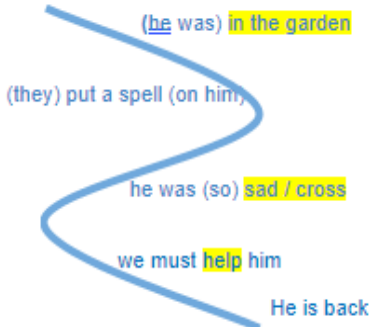 (he was) in the garden
(they) put a spell (on him)
he was (so) sad / cross
we must help him
He is back